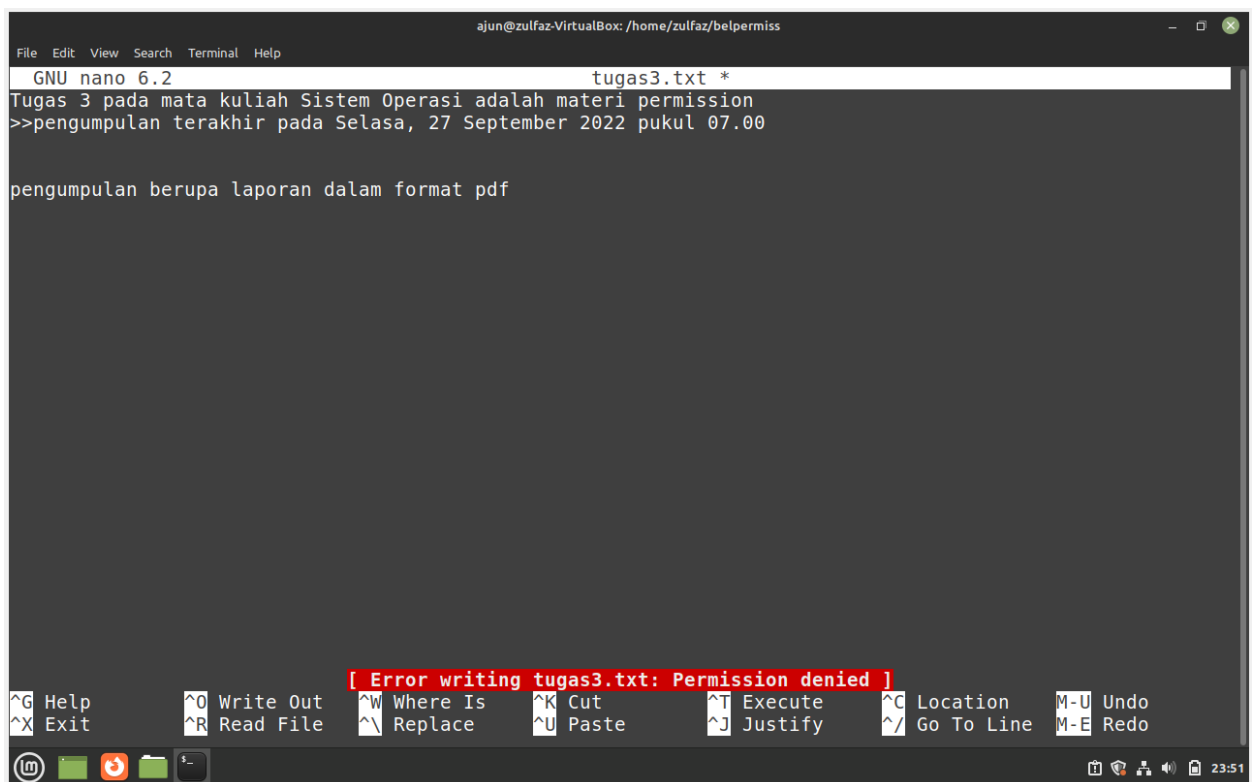 ajun@zulfaz-VirtualBox: /home/zulfaz/belpermiss
File Edit View Search Terminal Help
GNU nano 6.2 tugas3.txt *
Tugas 3 pada mata kuliah Sistem Operasi adalah materi permission
>>pengumpulan terakhir pada Selasa, 27 September 2022 pukul 07.00
pengumpulan berupa laporan dalam format pdf
[ Error writing tugas3.txt: Permission denied ]
^G Help ^O Write Out ^W Where Is ^K Cut ^T Execute ^C Location M-U Undo
^X Exit ^R Read File ^\ Replace ^U Paste ^J Justify ^/ Go To Line M-E Redo
lm $_ 23:51